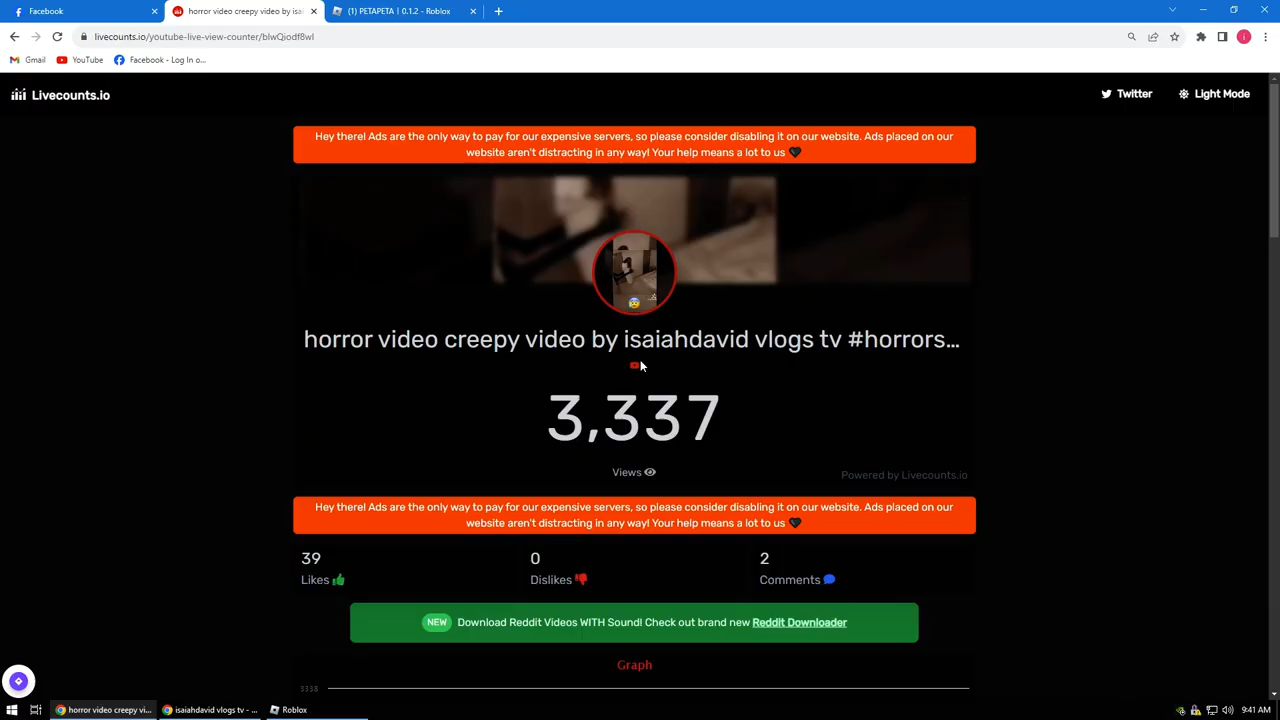 Facebook
horror video creepy video by isa
(1) PETAPETA | 0.1.2 - Roblox
livecounts.io/youtube-live-view-counter/blwQiodf8wI
Gmail
YouTube
Facebook - Log In o...
Livecounts.io
Twitter
Light Mode
Hey there! Ads are the only way to pay for our expensive servers, so please consider disabling it on our website. Ads placed on our
website aren't distracting in any way! Your help means a lot to us
horror video creepy video by isaiahdavid vlogs tv #horrors...
3,337
Views
Powered by Livecounts.io
Hey there! Ads are the only way to pay for our expensive servers, so please consider disabling it on our website. Ads placed on our
website aren't distracting in any way! Your help means a lot to us
39
Likes
0
Dislikes
2
Comments
NEW Download Reddit Videos WITH Sound! Check out brand new Reddit Downloader
Graph
3338
horror video creepy vi...
isaiahdavid vlogs tv - ...
Roblox
9:41 AM